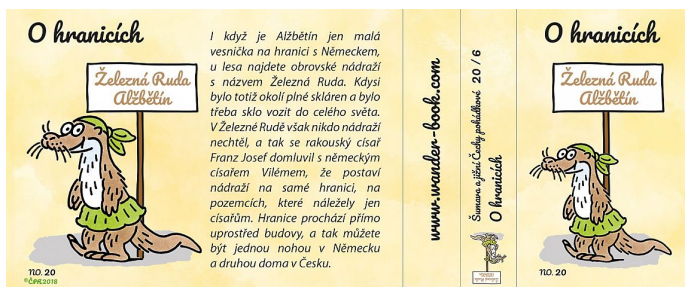 O hranicích
Železná Ruda
Alžbětín
no. 20
©ČPR2018
I když je Alžbětín jen malá
vesnička na hranici s Německem,
u lesa najdete obrovské nádraží
s názvem Železná Ruda. Kdysi
bylo totiž okolí plné skláren a bylo
třeba sklo vozit do celého světa.
V Železné Rudě však nikdo nádraží
nechtěl, a tak se rakouský císař
Franz Josef domluvil s německým
císařem Vilémem, že postaví
nádraží na samé hranici, na
pozemcích, které náležely jen
císařům. Hranice prochází přímo
uprostřed budovy, a tak můžete
být jednou nohou v Německu
a druhou doma v Česku.
www.wander-book.com
Šumava a jižní Čechy pohádkové 20 / 6
O hranicích
O hranicích
Železná Ruda
Alžbětín
no. 20